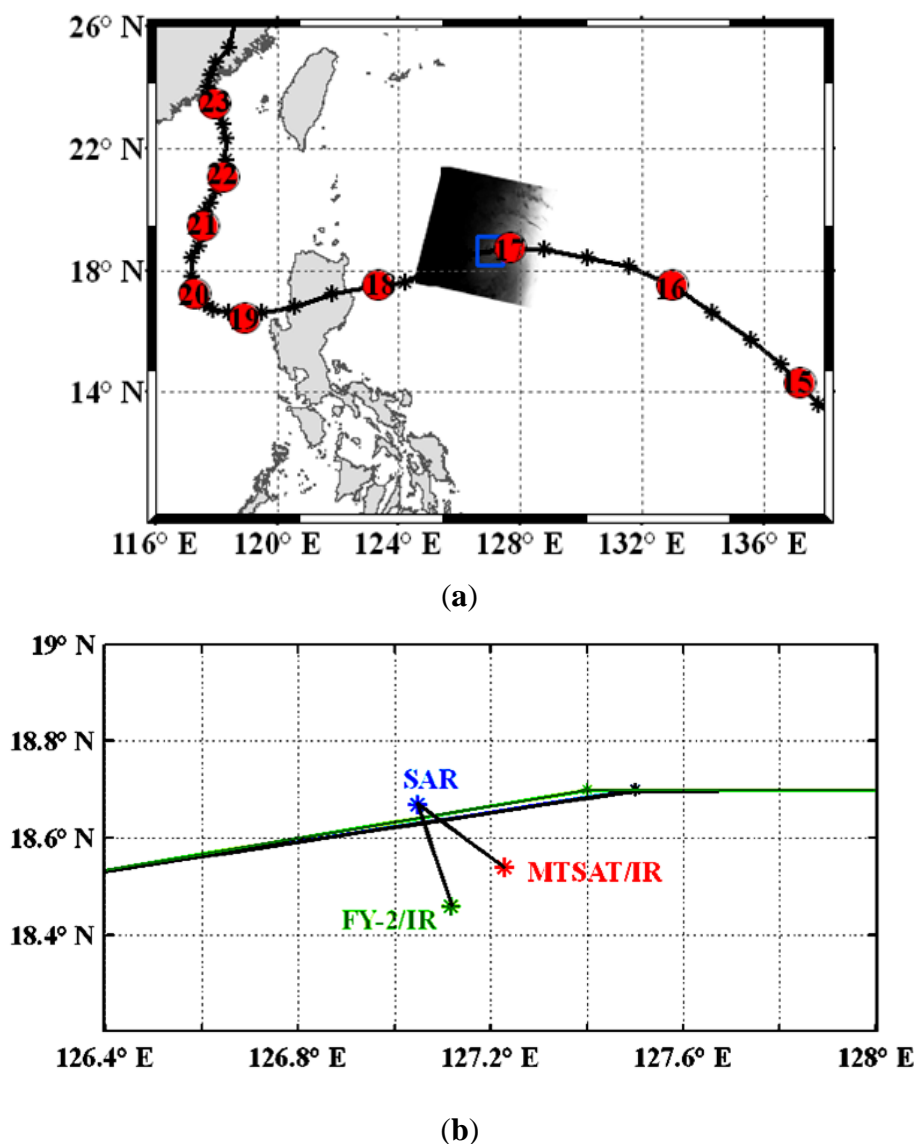 26° N
22° N
18° N
14° N
23
22
21
20
19
18
17
16
15
116° E 120° E 124° E 128° E 132° E 136° E
(a)
19° N
18.8° N
18.6° N
18.4° N
SAR
MTSAT/IR
FY-2/IR
126.4° E 126.8° E 127.2° E 127.6° E 128° E
(b)